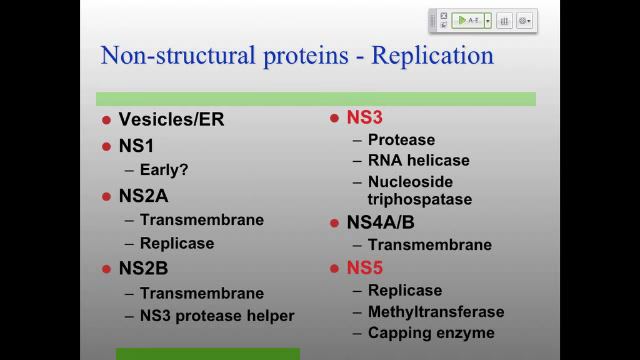 A-E
Non-structural proteins - Replication
• Vesicles/ER
• NS1
– Early?
• NS2A
– Transmembrane
– Replicase
• NS2B
– Transmembrane
– NS3 protease helper
• NS3
– Protease
– RNA helicase
– Nucleoside
triphospatase
• NS4A/B
– Transmembrane
• NS5
– Replicase
– Methyltransferase
– Capping enzyme